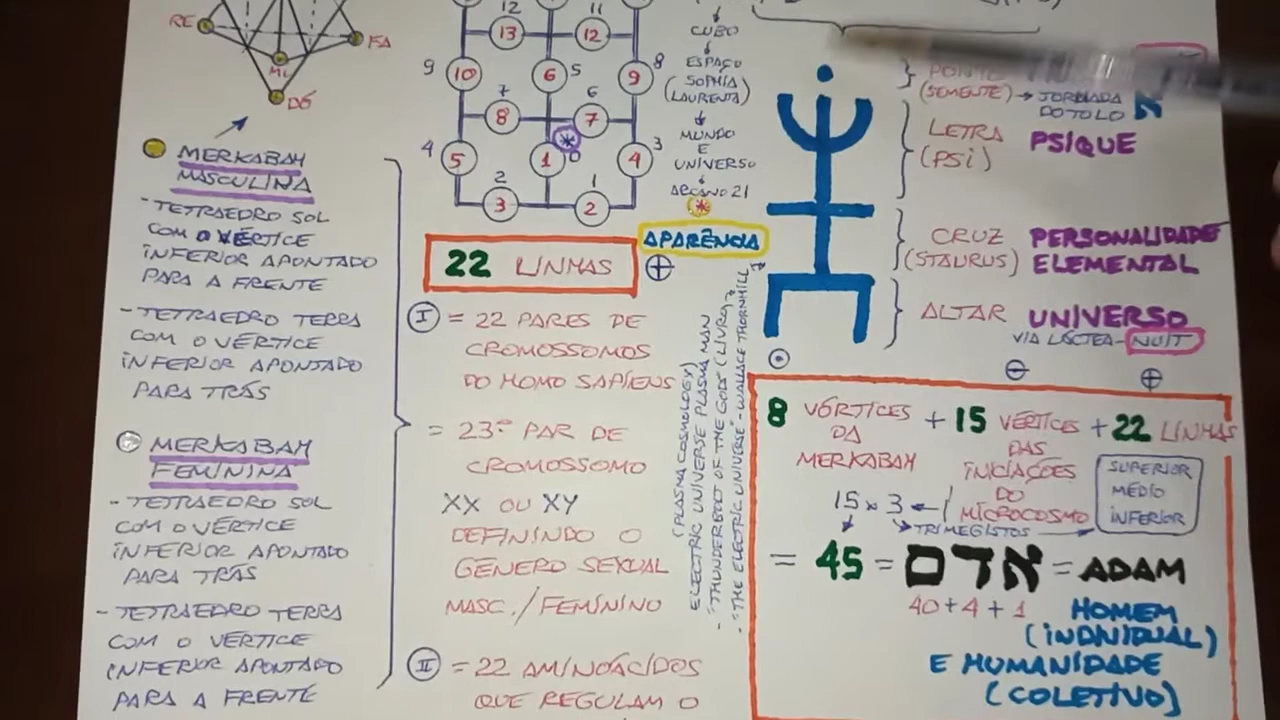 RÉ
FA
MI
DÓ
MERKABAH
MASCULINA
- TETRAEDRO SOL
COM O VÉRTICE
INFERIOR APONTADO
PARA A FRENTE
- TETRAEDRO TERRA
COM O VÉRTICE
INFERIOR APONTADO
PARA TRÁS
MERKABAH
FEMININA
- TETRAEDRO SOL
COM O VÉRTICE
INFERIOR APONTADO
PARA TRÁS
- TETRAEDRO TERRA
COM O VÉRTICE
INFERIOR APONTADO
PARA A FRENTE
12 11
13 12
9 10 6 5 9 8
7 6
8 7
4 5 1 0 4 3
2 1
3 2
22 LINHAS
I = 22 PARES DE
CROMOSSOMOS
DO HOMO SAPIENS
= 23º PAR DE
CROMOSSOMO
XX OU XY
DEFININDO O
GÊNERO SEXUAL
MASC./FEMININO
II = 22 AMINOÁCIDOS
QUE REGULAM O
CUBO
ESPAÇO
(SOPHIA
LAURENTA)
MUNDO
E
UNIVERSO
ARCANO 21
APARÊNCIA
(PLASMA COSMOLOGY)
ELECTRIC UNIVERSE PLASMA MAN
- "THUNDERBOLT OF THE GODS" (LIVRO)
- "THE ELECTRIC UNIVERSE" - WALLACE THORNHILL
PONTO
(SEMENTE) → JORNADA
DO TOLO
א
LETRA
(PSI)
PSIQUE
CRUZ
(STAURUS)
PERSONALIDADE
ELEMENTAL
ALTAR
UNIVERSO
VIA LÁCTEA - NUIT
8 VÓRTICES + 15 VÉRTICES + 22 LINHAS
DA
MERKABAH
DAS
INICIAÇÕES
DO
MICROCOSMO
SUPERIOR
MÉDIO
INFERIOR
15 x 3
TRIMEGISTOS
= 45 = אדם = ADAM
40 + 4 + 1
HOMEM
(INDIVIDUAL)
E HUMANIDADE
(COLETIVO)